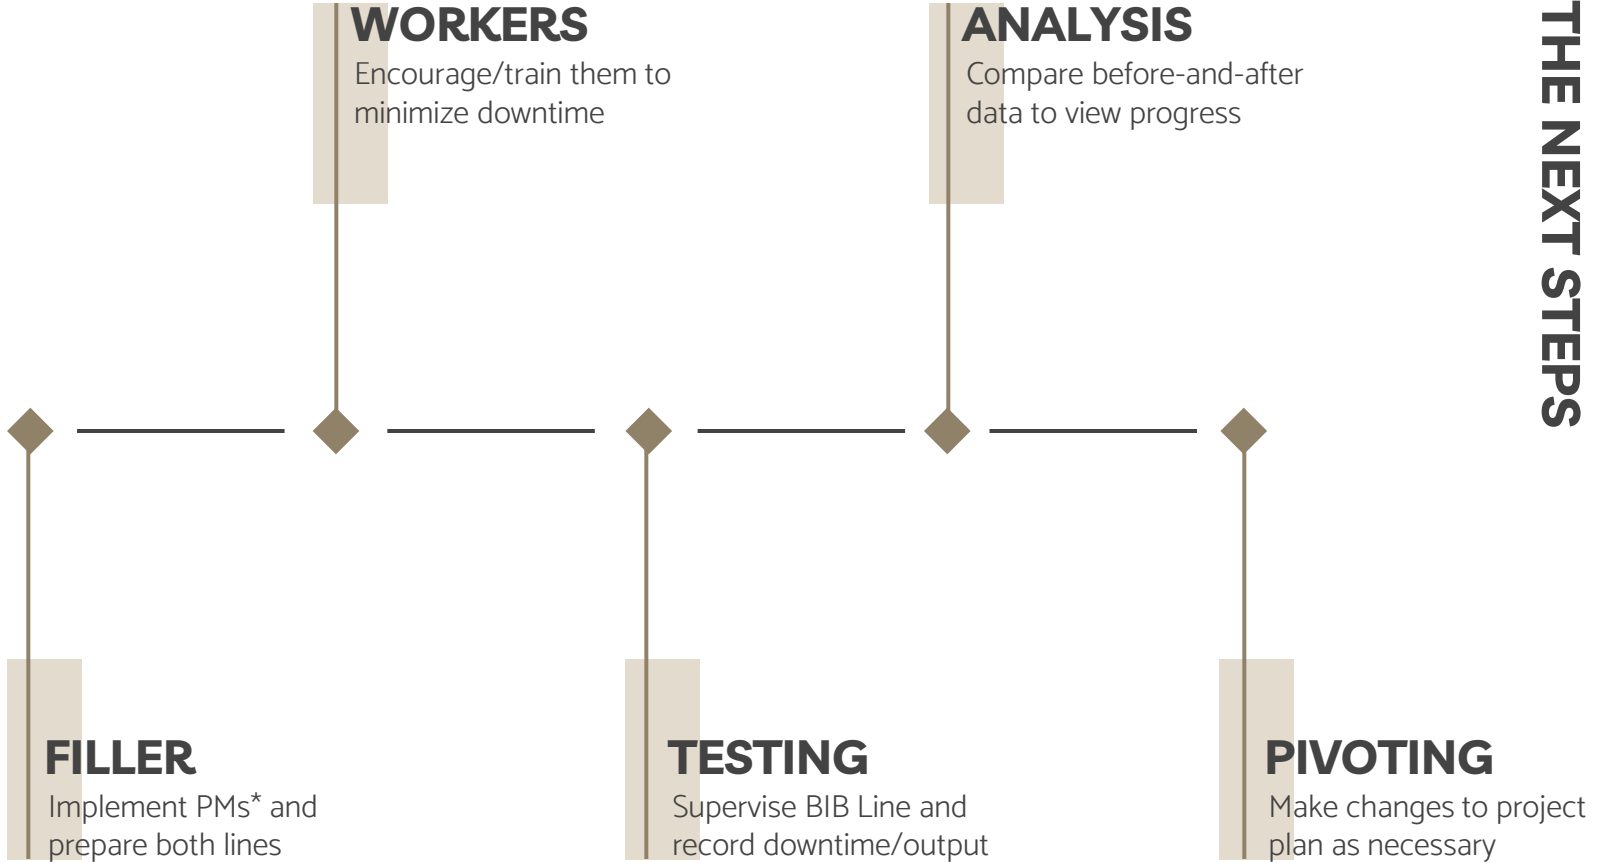 THE NEXT STEPS
WORKERS
Encourage/train them to
minimize downtime
ANALYSIS
Compare before-and-after
data to view progress
FILLER
Implement PMs* and
prepare both lines
TESTING
Supervise BIB Line and
record downtime/output
PIVOTING
Make changes to project
plan as necessary